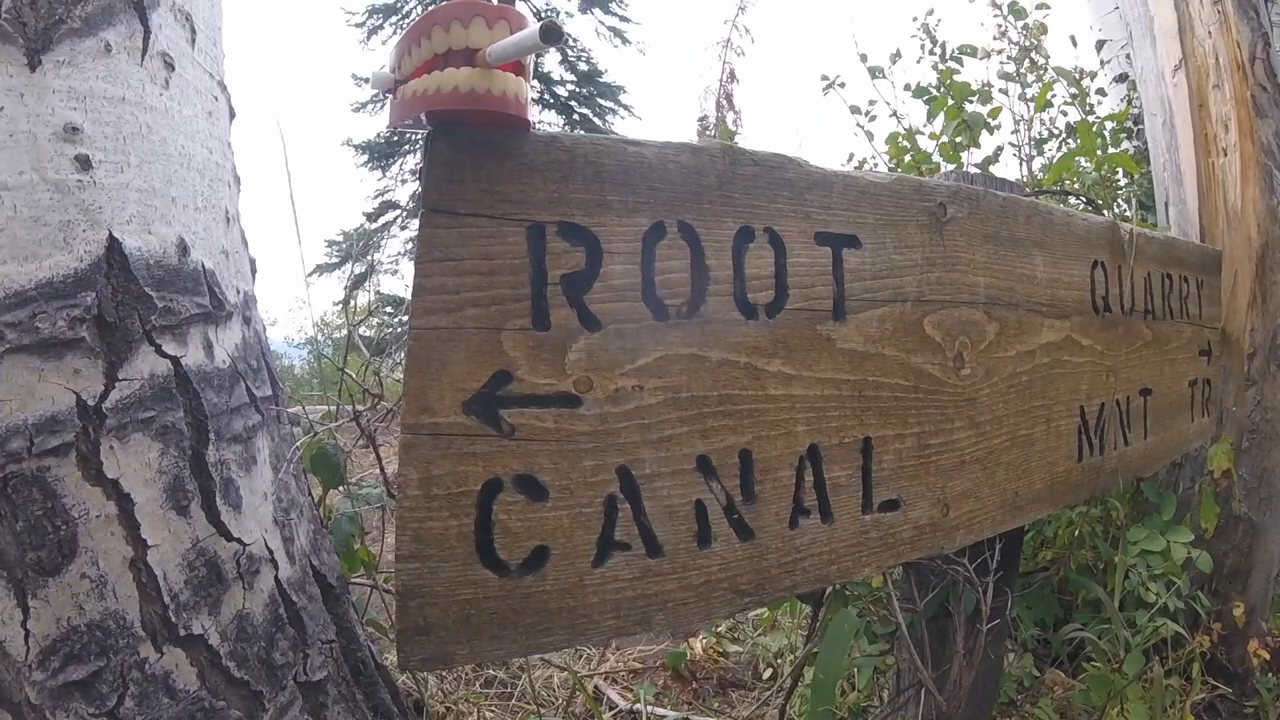 ROOT
←
CANAL
QUARRY
→
MNT TR